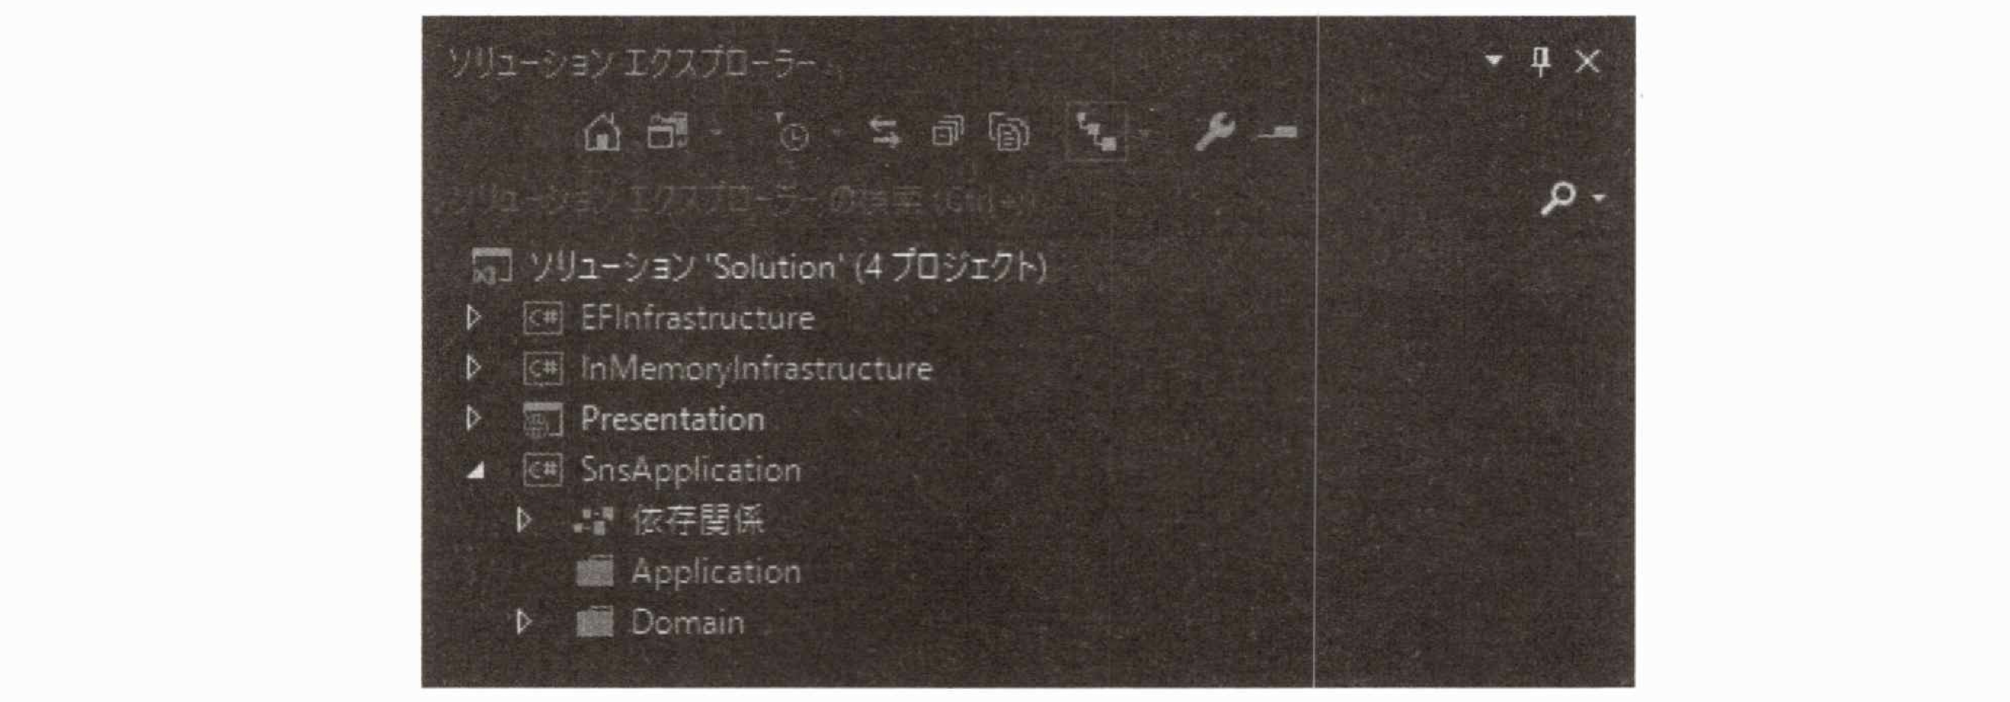 ソリューション エクスプローラー
ソリューション エクスプローラー の検索 (Ctrl+;)
ソリューション 'Solution' (4 プロジェクト)
C# EFInfrastructure
C# InMemoryInfrastructure
Presentation
C# SnsApplication
依存関係
Application
Domain